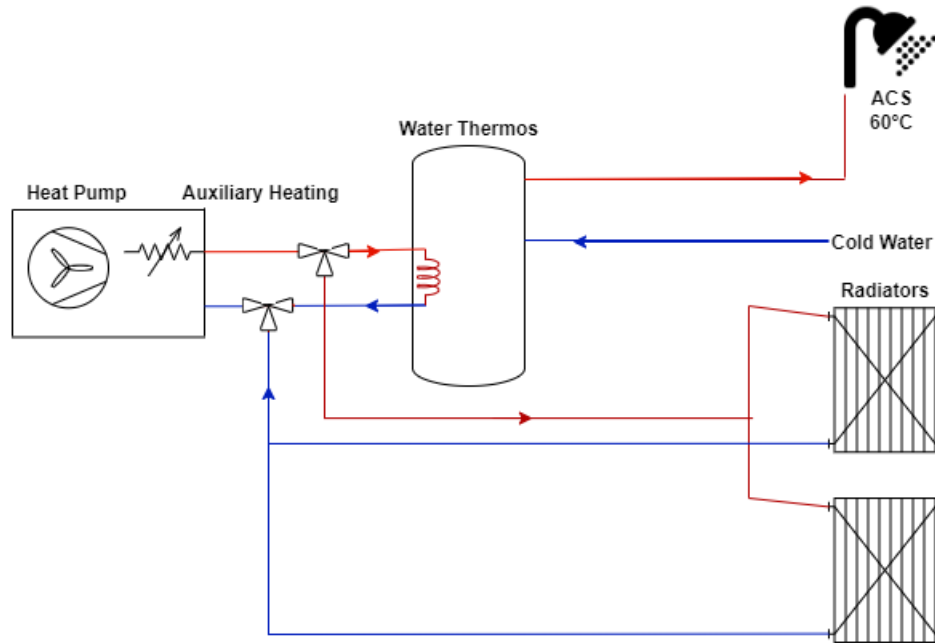 ACS
60°C
Water Thermos
Heat Pump
Auxiliary Heating
Cold Water
Radiators